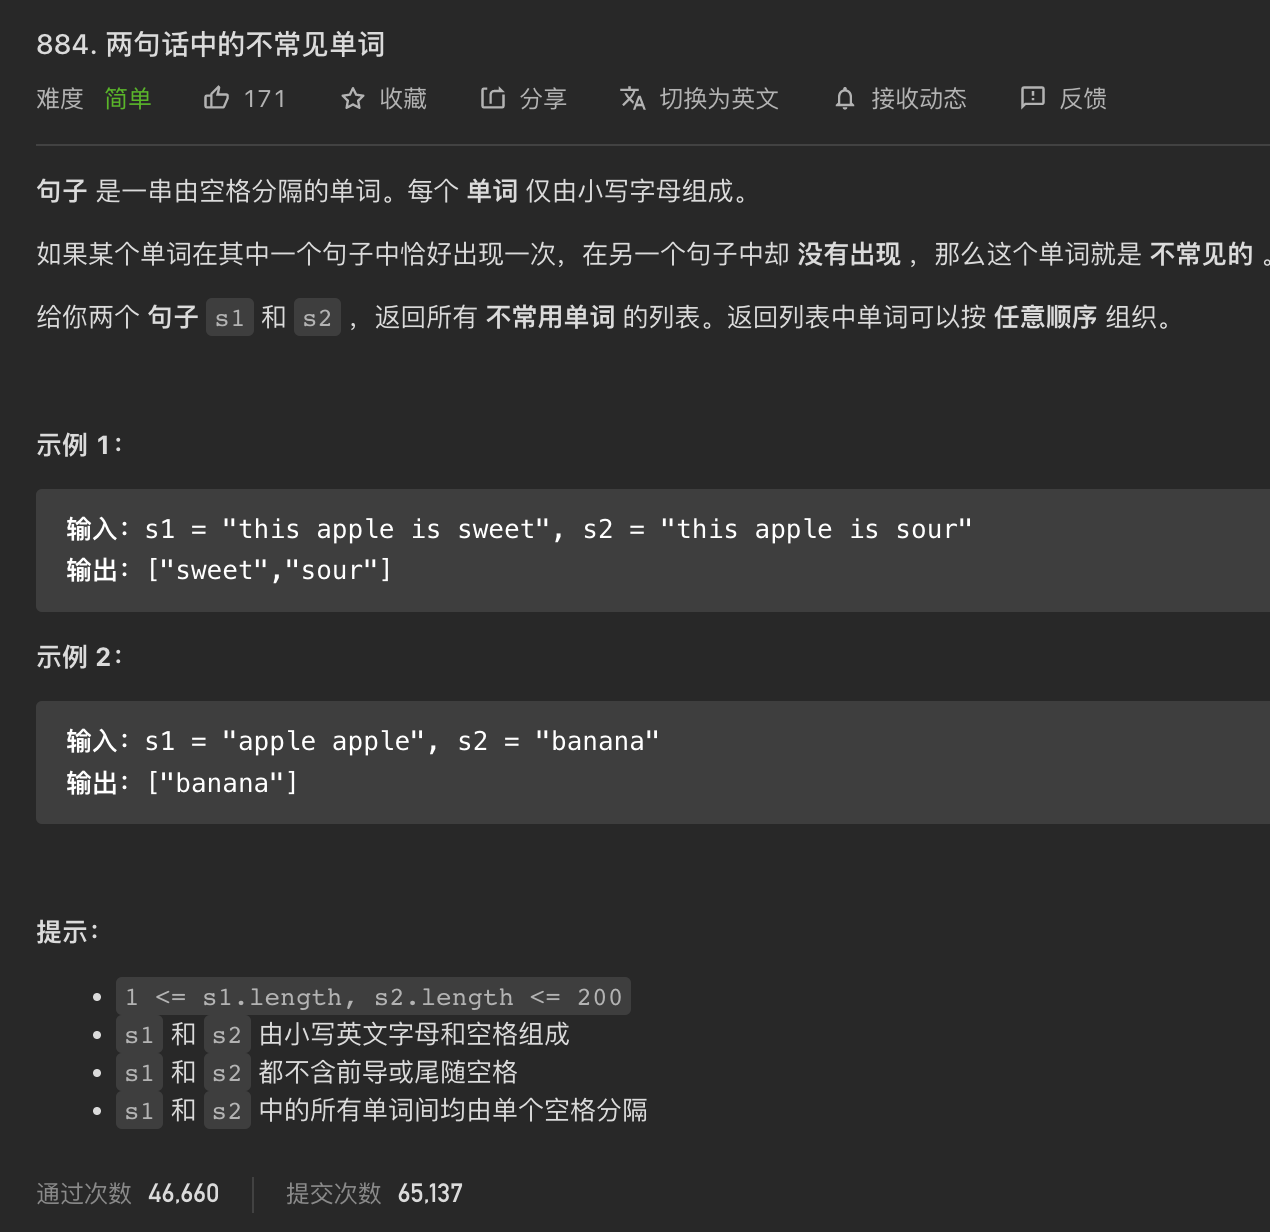 884. 两句话中的不常见单词
难度 简单 171 收藏 分享 切换为英文 接收动态 反馈
句子 是一串由空格分隔的单词。每个 单词 仅由小写字母组成。
如果某个单词在其中一个句子中恰好出现一次，在另一个句子中却 没有出现 ，那么这个单词就是 不常见的 。
给你两个 句子 s1 和 s2 ，返回所有 不常用单词 的列表。返回列表中单词可以按 任意顺序 组织。
示例 1：
输入：s1 = "this apple is sweet", s2 = "this apple is sour"
输出：["sweet","sour"]
示例 2：
输入：s1 = "apple apple", s2 = "banana"
输出：["banana"]
提示：
1 <= s1.length, s2.length <= 200
s1 和 s2 由小写英文字母和空格组成
s1 和 s2 都不含前导或尾随空格
s1 和 s2 中的所有单词间均由单个空格分隔
通过次数 46,660 提交次数 65,137